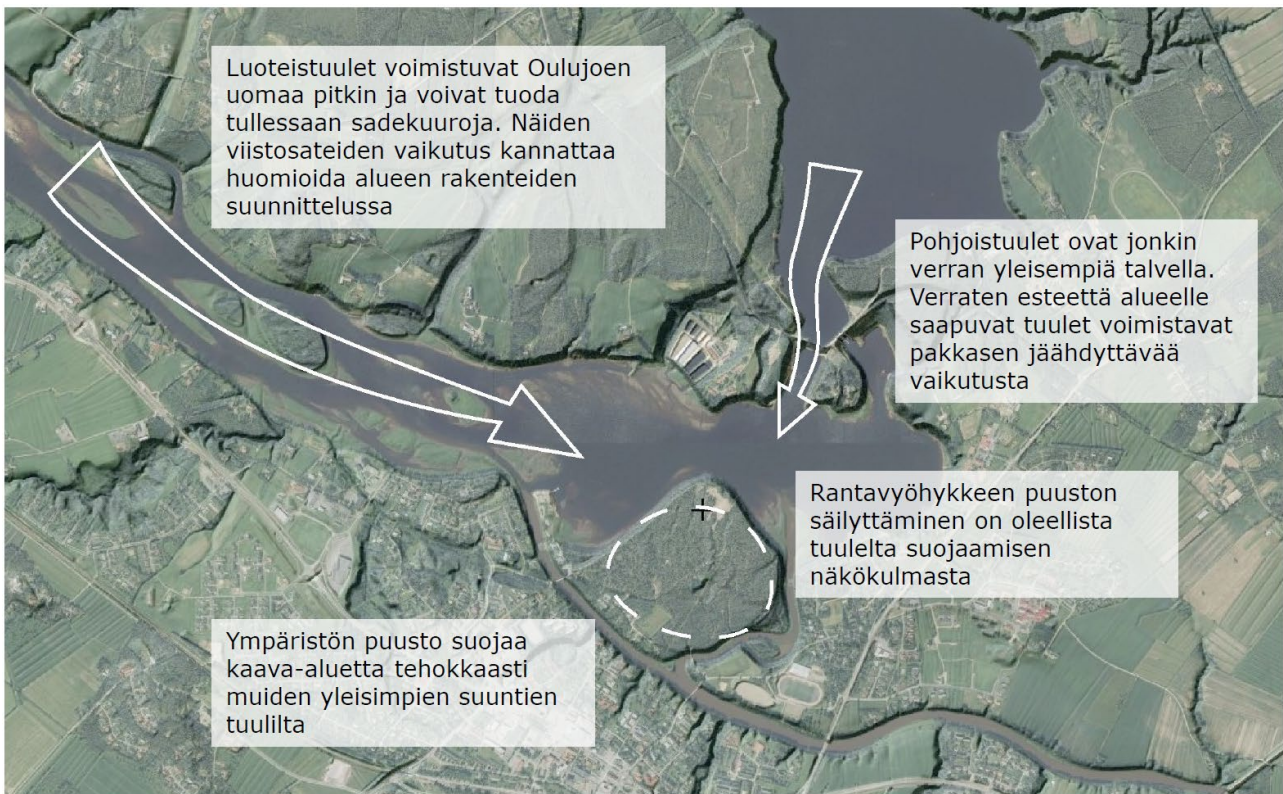 Luoteistuulet voimistuvat Oulujoen
uomaa pitkin ja voivat tuoda
tullessaan sadekuuroja. Näiden
viistosateiden vaikutus kannattaa
huomioida alueen rakenteiden
suunnittelussa
Pohjoistuulet ovat jonkin
verran yleisempiä talvella.
Verraten esteettä alueelle
saapuvat tuulet voimistavat
pakkasen jäähdyttävää
vaikutusta
Rantavyöhykkeen puuston
säilyttäminen on oleellista
tuulelta suojaamisen
näkökulmasta
Ympäristön puusto suojaa
kaava-aluetta tehokkaasti
muiden yleisimpien suuntien
tuulilta